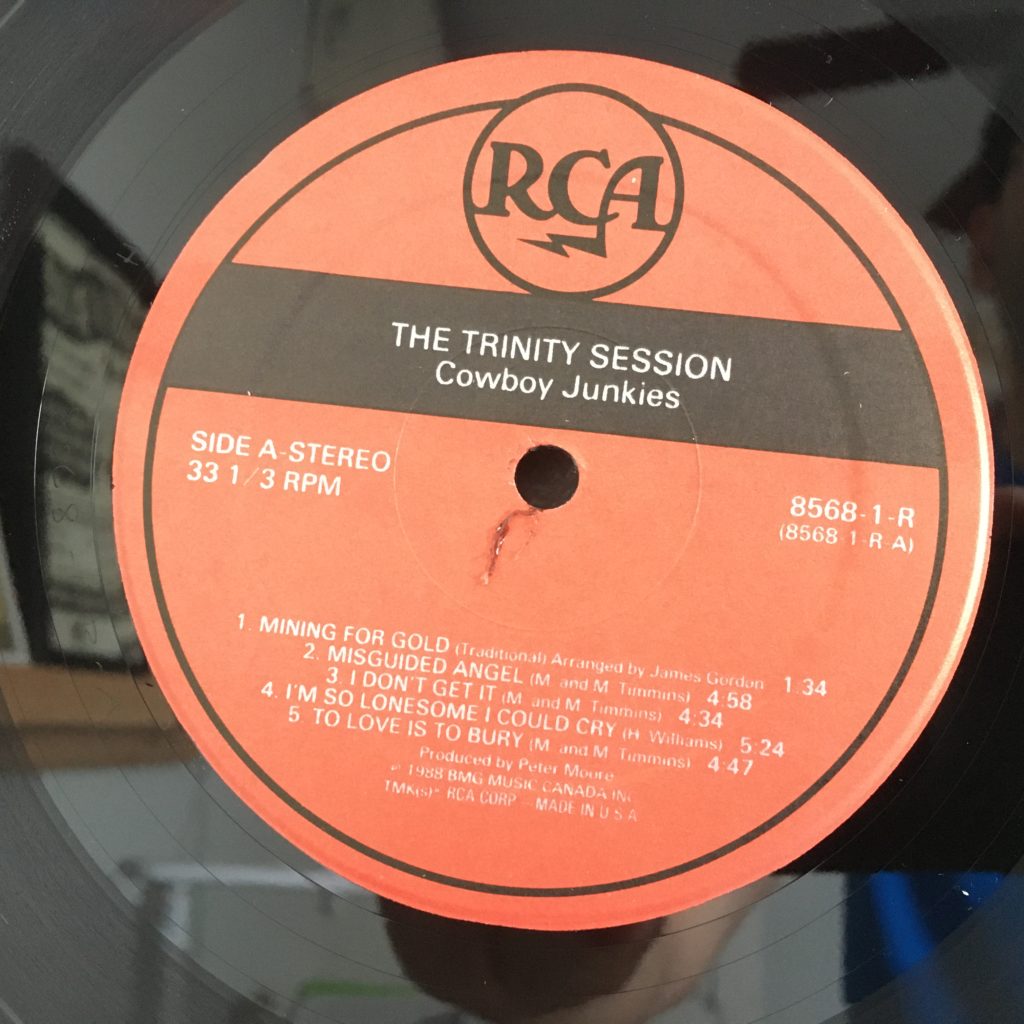 RCA
THE TRINITY SESSION
Cowboy Junkies
SIDE A-STEREO
33 1/3 RPM
8568-1-R
(8568-1-R-A)
1. MINING FOR GOLD (Traditional) Arranged by James Gordon 1:34
2. MISGUIDED ANGEL (M. and M. Timmins) 4:58
3. I DON'T GET IT (M. and M. Timmins) 4:34
4. I'M SO LONESOME I COULD CRY (H. Williams) 5:24
5. TO LOVE IS TO BURY (M. and M. Timmins) 4:47
Produced by Peter Moore
℗ 1988 BMG MUSIC CANADA INC.
TMK(s)® RCA CORP. - MADE IN U.S.A.